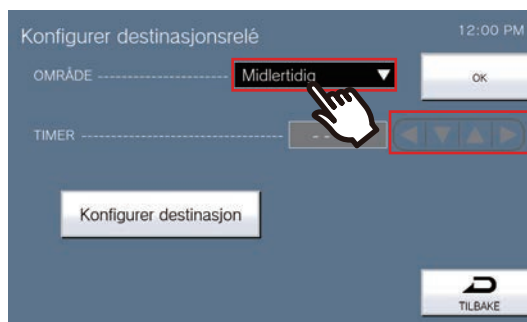 Konfigurer destinasjonsrelé
12:00 PM
OMRÅDE
Midlertidig
OK
TIMER
Konfigurer destinasjon
TILBAKE